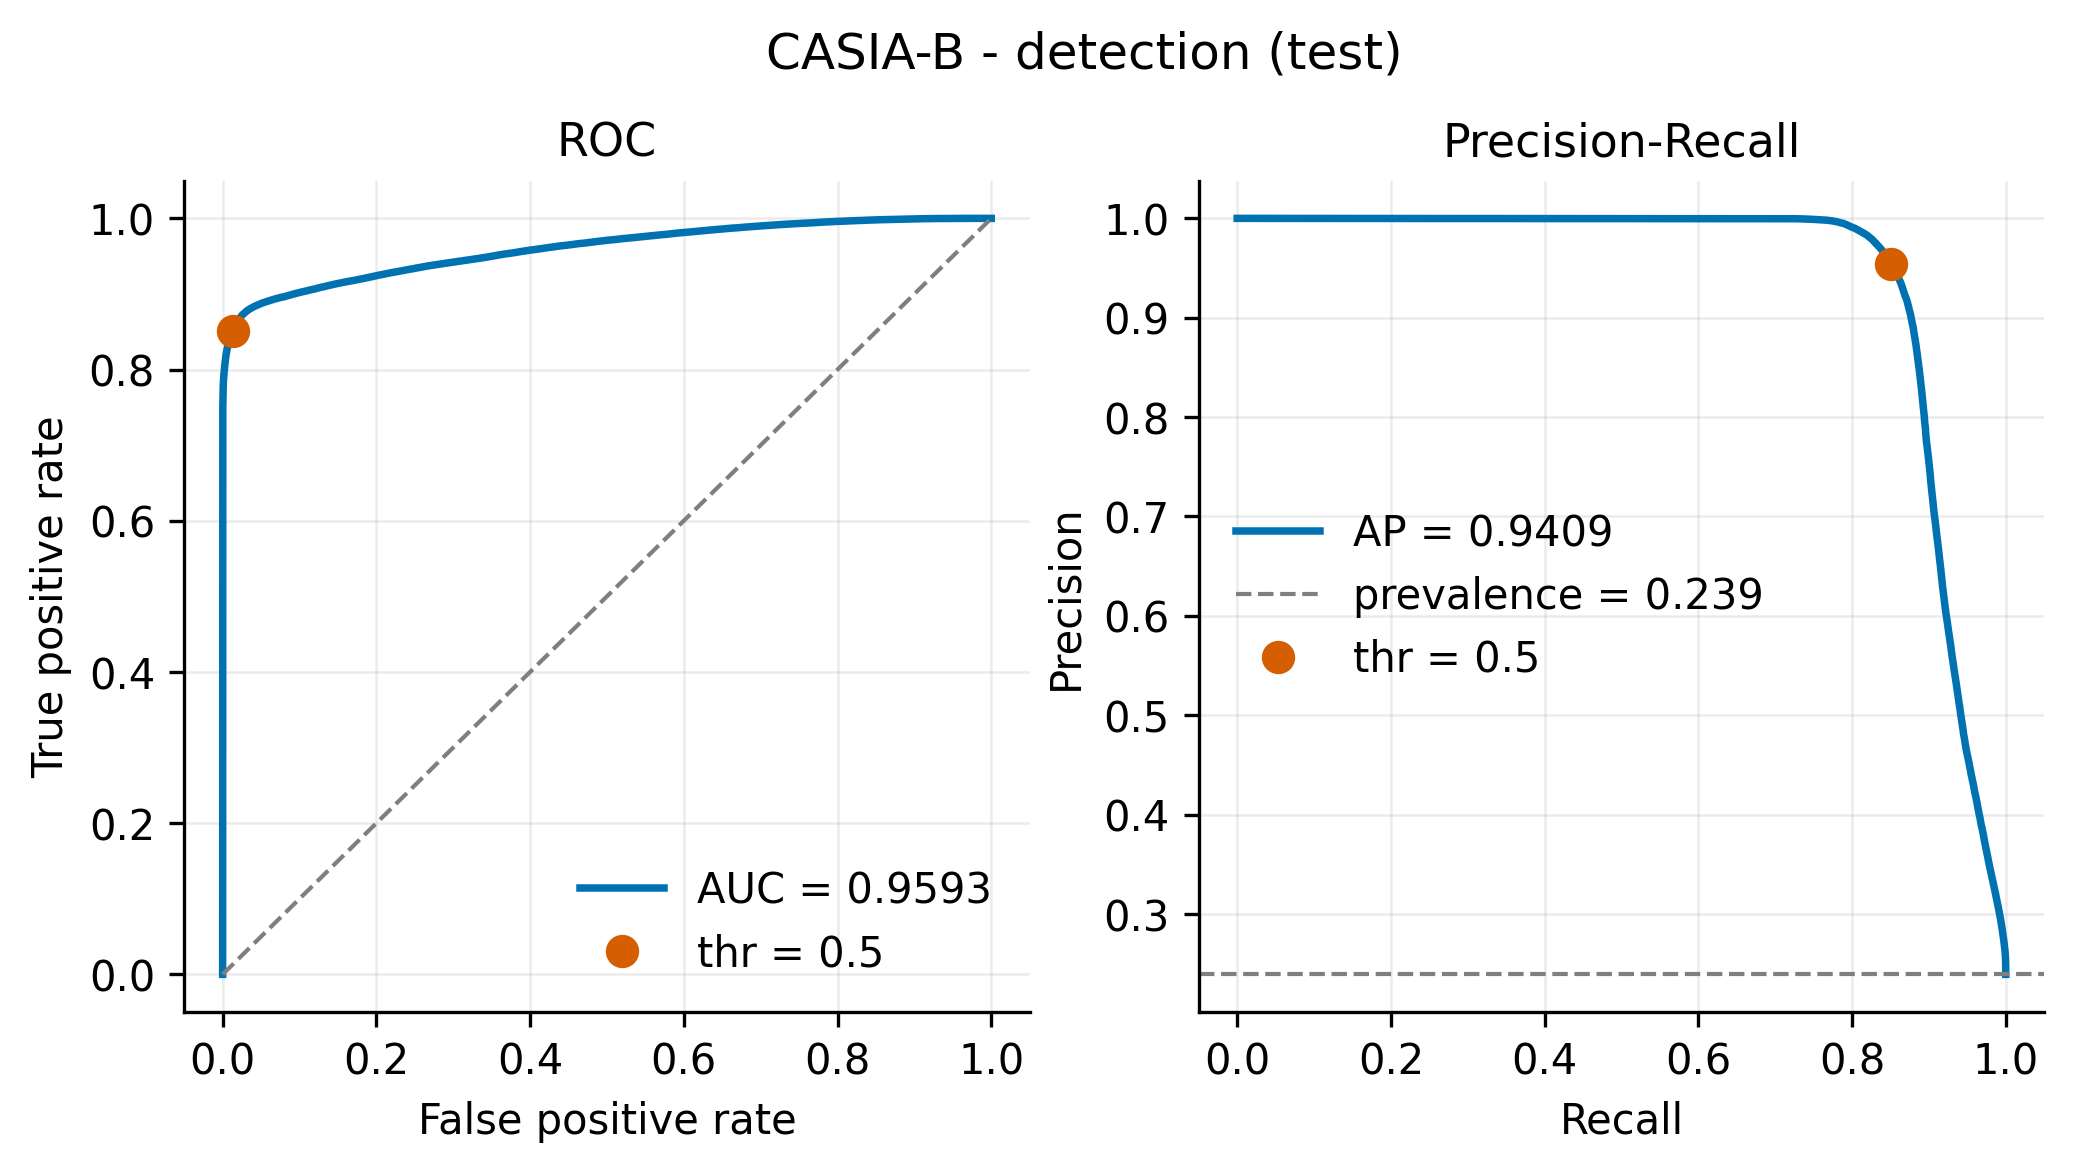 CASIA-B - detection (test)
ROC
1.0
0.8
0.6
0.4
0.2
0.0
True positive rate
AUC = 0.9593
thr = 0.5
0.0 0.2 0.4 0.6 0.8 1.0
False positive rate
Precision-Recall
1.0
0.9
0.8
0.7
0.6
0.5
0.4
0.3
Precision
AP = 0.9409
prevalence = 0.239
thr = 0.5
0.0 0.2 0.4 0.6 0.8 1.0
Recall